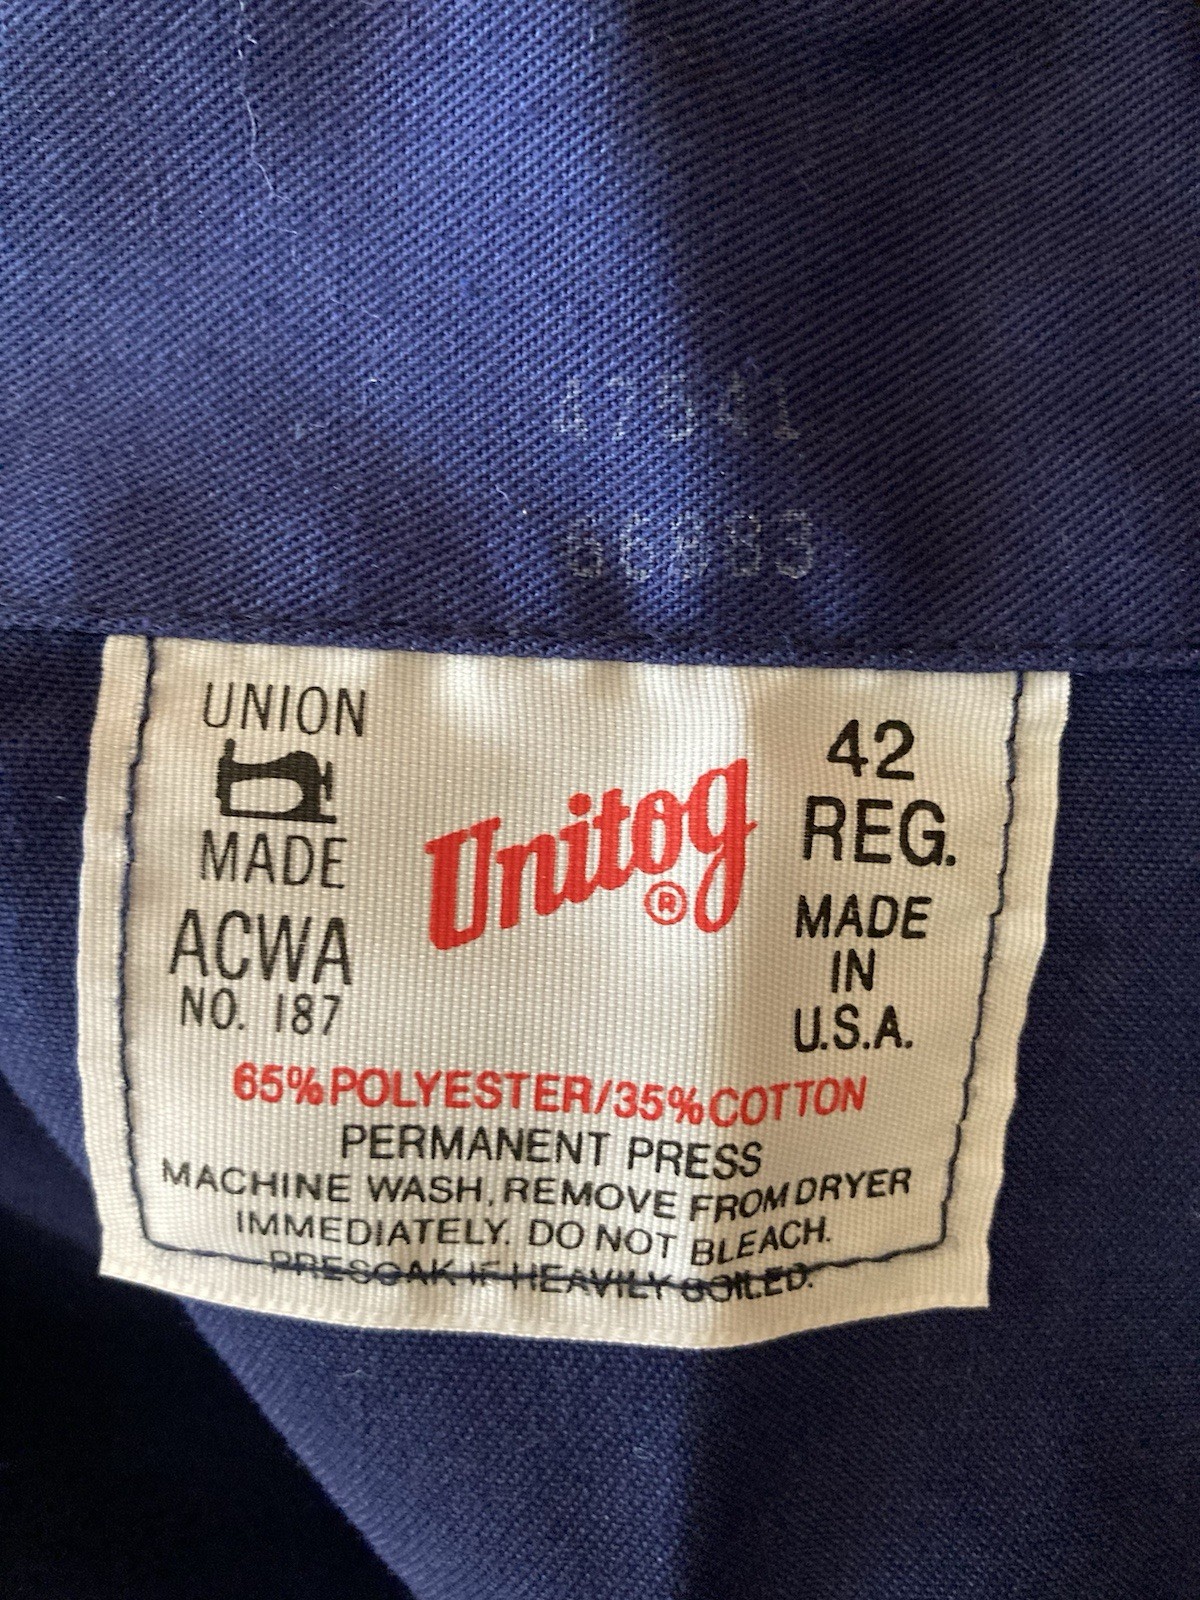 47541
UNION
MADE
ACWA
NO. 187
Unitog
®
42
REG.
MADE
IN
U.S.A.
65% POLYESTER/35% COTTON
PERMANENT PRESS
MACHINE WASH, REMOVE FROM DRYER
IMMEDIATELY. DO NOT BLEACH.
PRESOAK IF HEAVILY SOILED.